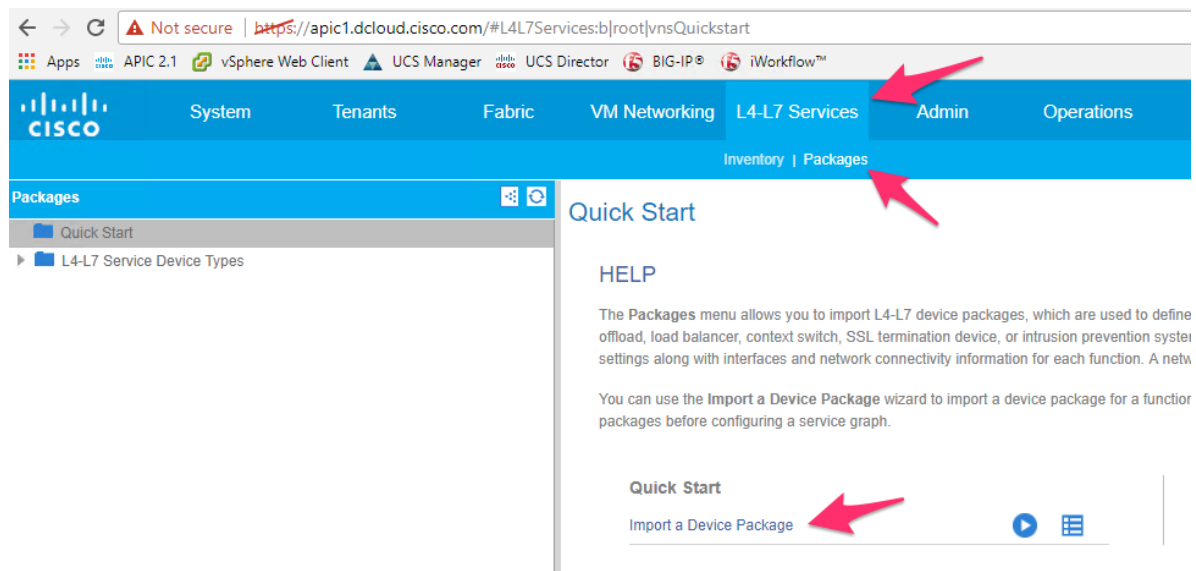 Not secure | https://apic1.dcloud.cisco.com/#L4L7Services:b|root|vnsQuickstart
Apps APIC 2.1 vSphere Web Client UCS Manager UCS Director BIG-IP® iWorkflow™
CISCO System Tenants Fabric VM Networking L4-L7 Services Admin Operations
Inventory | Packages
Packages
Quick Start
L4-L7 Service Device Types
Quick Start
HELP
The Packages menu allows you to import L4-L7 device packages, which are used to define
offload, load balancer, context switch, SSL termination device, or intrusion prevention system
settings along with interfaces and network connectivity information for each function. A netw
You can use the Import a Device Package wizard to import a device package for a function
packages before configuring a service graph.
Quick Start
Import a Device Package